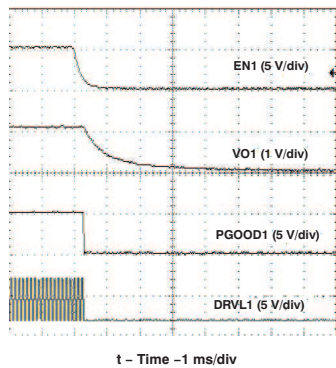 EN1 (5 V/div)
VO1 (1 V/div)
PGOOD1 (5 V/div)
DRVL1 (5 V/div)
t – Time –1 ms/div